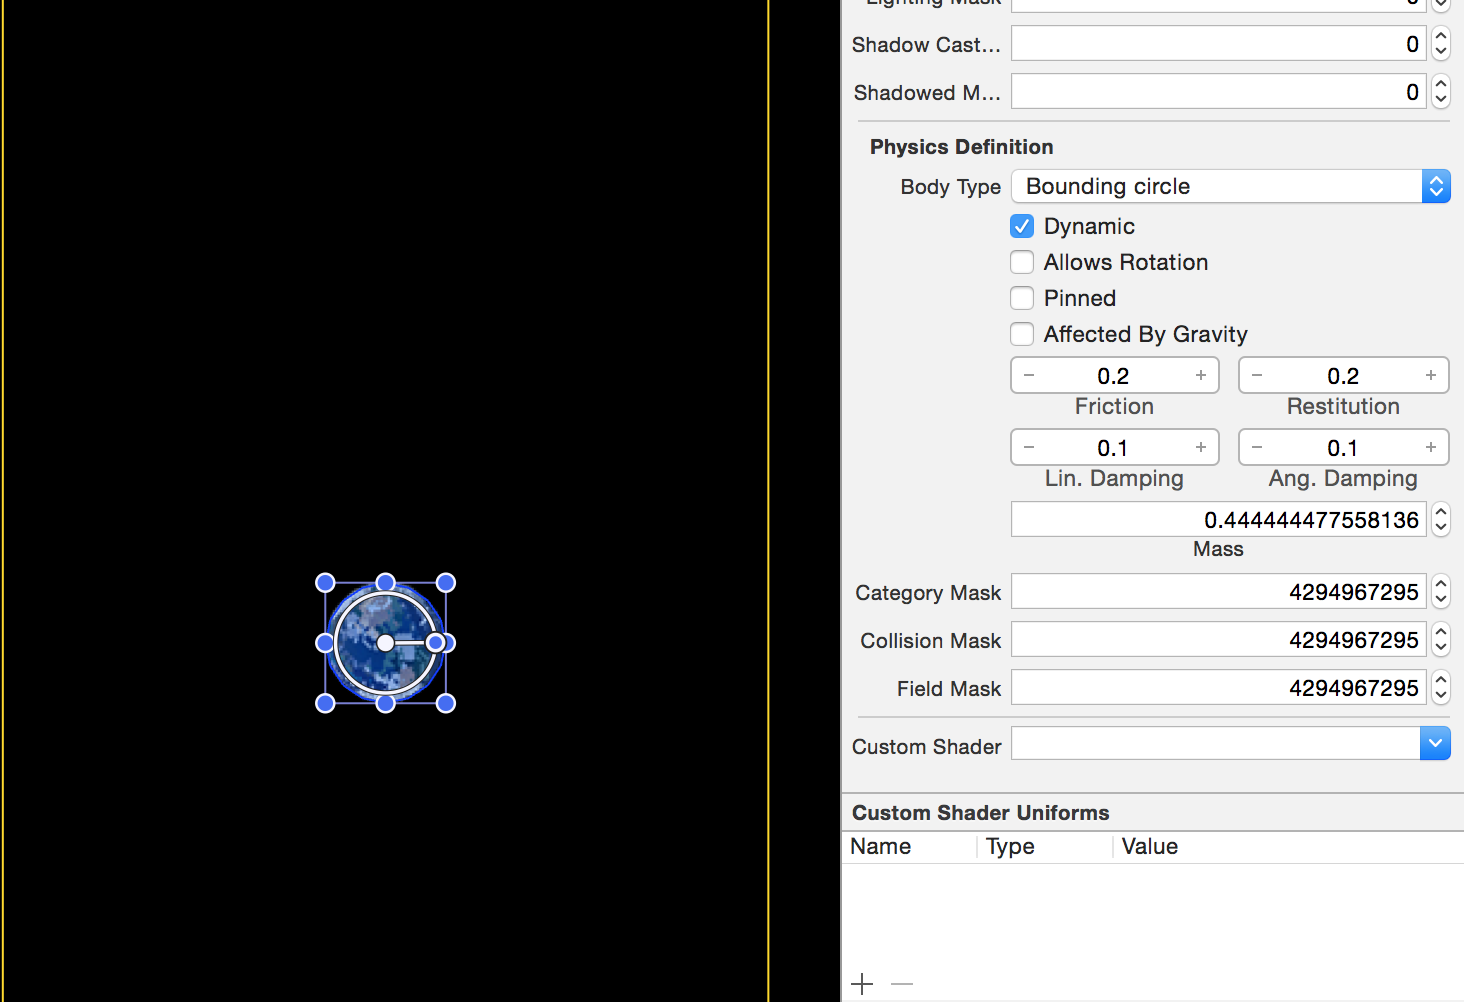 Lighting Mask 0
Shadow Cast... 0
Shadowed M... 0
Physics Definition
Body Type Bounding circle
Dynamic
Allows Rotation
Pinned
Affected By Gravity
− 0.2 + − 0.2 +
Friction Restitution
− 0.1 + − 0.1 +
Lin. Damping Ang. Damping
0.444444477558136
Mass
Category Mask 4294967295
Collision Mask 4294967295
Field Mask 4294967295
Custom Shader
Custom Shader Uniforms
Name Type Value
+ −